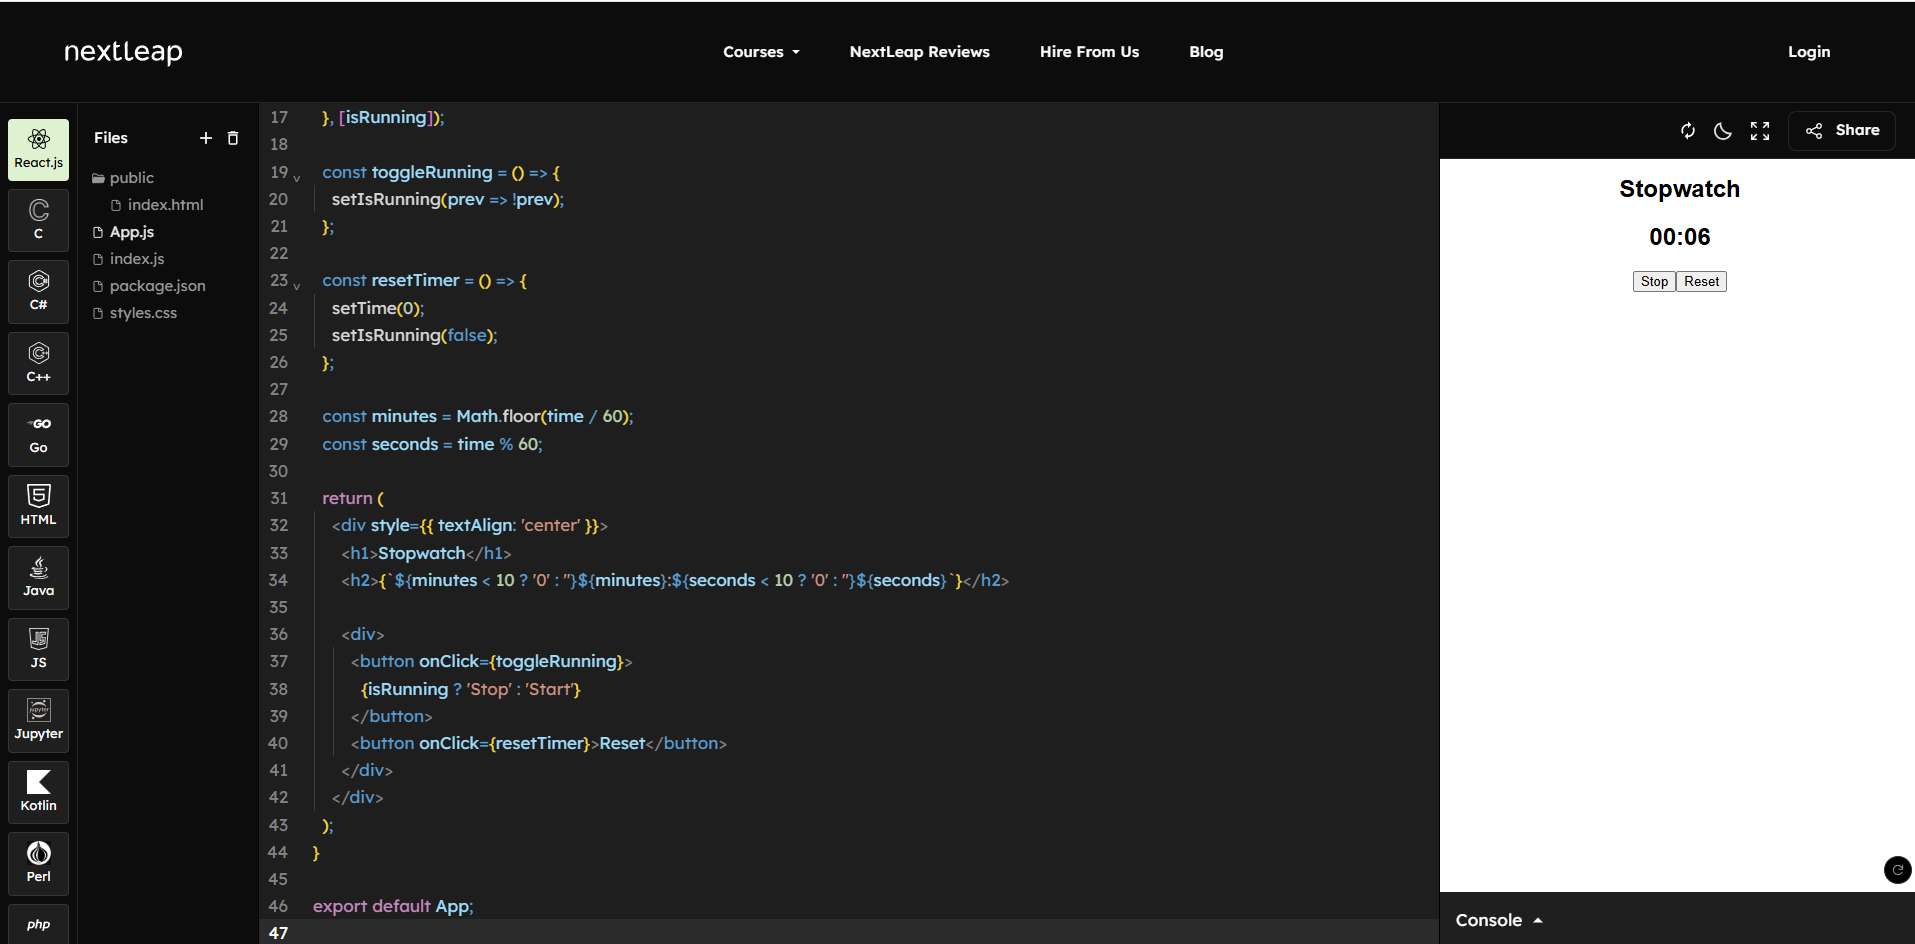 nextleap
Courses
NextLeap Reviews
Hire From Us
Blog
Login
React.js
C
C#
C++
GO
Go
HTML
Java
JS
JS
jupyter
Jupyter
Kotlin
Perl
php
Files
public
index.html
App.js
index.js
package.json
styles.css
17 }, [isRunning]);
18
19 const toggleRunning = () => {
20 setIsRunning(prev => !prev);
21 };
22
23 const resetTimer = () => {
24 setTime(0);
25 setIsRunning(false);
26 };
27
28 const minutes = Math.floor(time / 60);
29 const seconds = time % 60;
30
31 return (
32 <div style={{ textAlign: 'center' }}>
33 <h1>Stopwatch</h1>
34 <h2>{`${minutes < 10 ? '0' : ''}${minutes}:${seconds < 10 ? '0' : ''}${seconds}`}</h2>
35
36 <div>
37 <button onClick={toggleRunning}>
38 {isRunning ? 'Stop' : 'Start'}
39 </button>
40 <button onClick={resetTimer}>Reset</button>
41 </div>
42 </div>
43 );
44 }
45
46 export default App;
47
Share
Stopwatch
00:06
Stop
Reset
Console